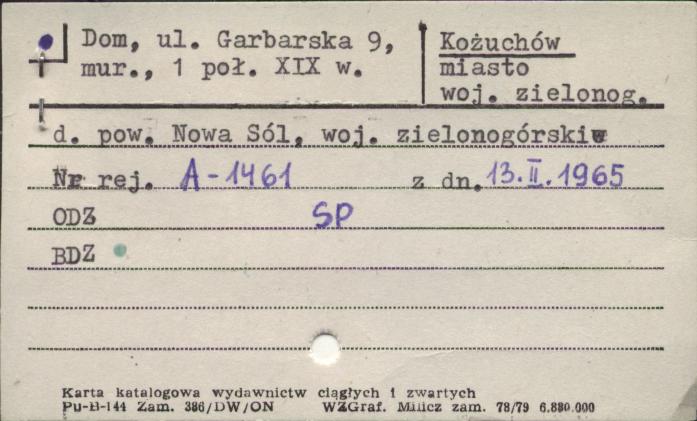 Dom, ul. Garbarska 9,
mur., 1 poł. XIX w.
Kożuchów
miasto
woj. zielonog.
d. pow. Nowa Sól, woj. zielonogórskie
Nr rej. A-1461 z dn. 13.II.1965
ODZ SP
BDZ
Karta katalogowa wydawnictw ciągłych i zwartych
Pu-B-144 Zam. 386/DW/ON WZGraf. Milicz zam. 78/79 6.880.000